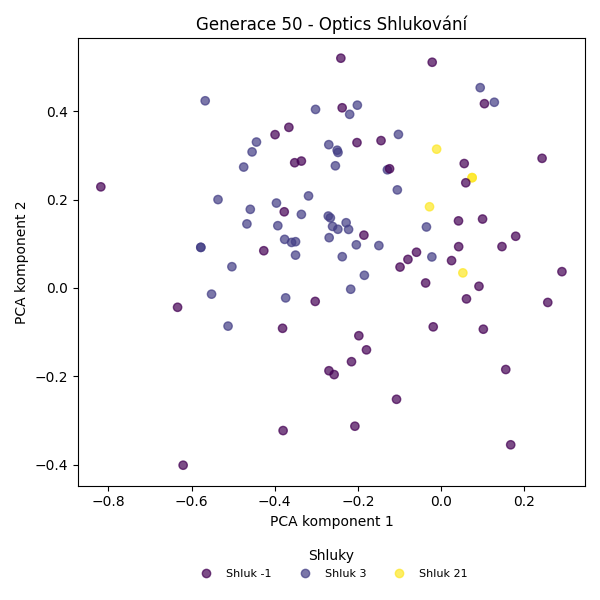 Generace 50 - Optics Shlukování
PCA komponent 2
0.4
0.2
0.0
−0.2
−0.4
−0.8 −0.6 −0.4 −0.2 0.0 0.2
PCA komponent 1
Shluky
Shluk -1 Shluk 3 Shluk 21